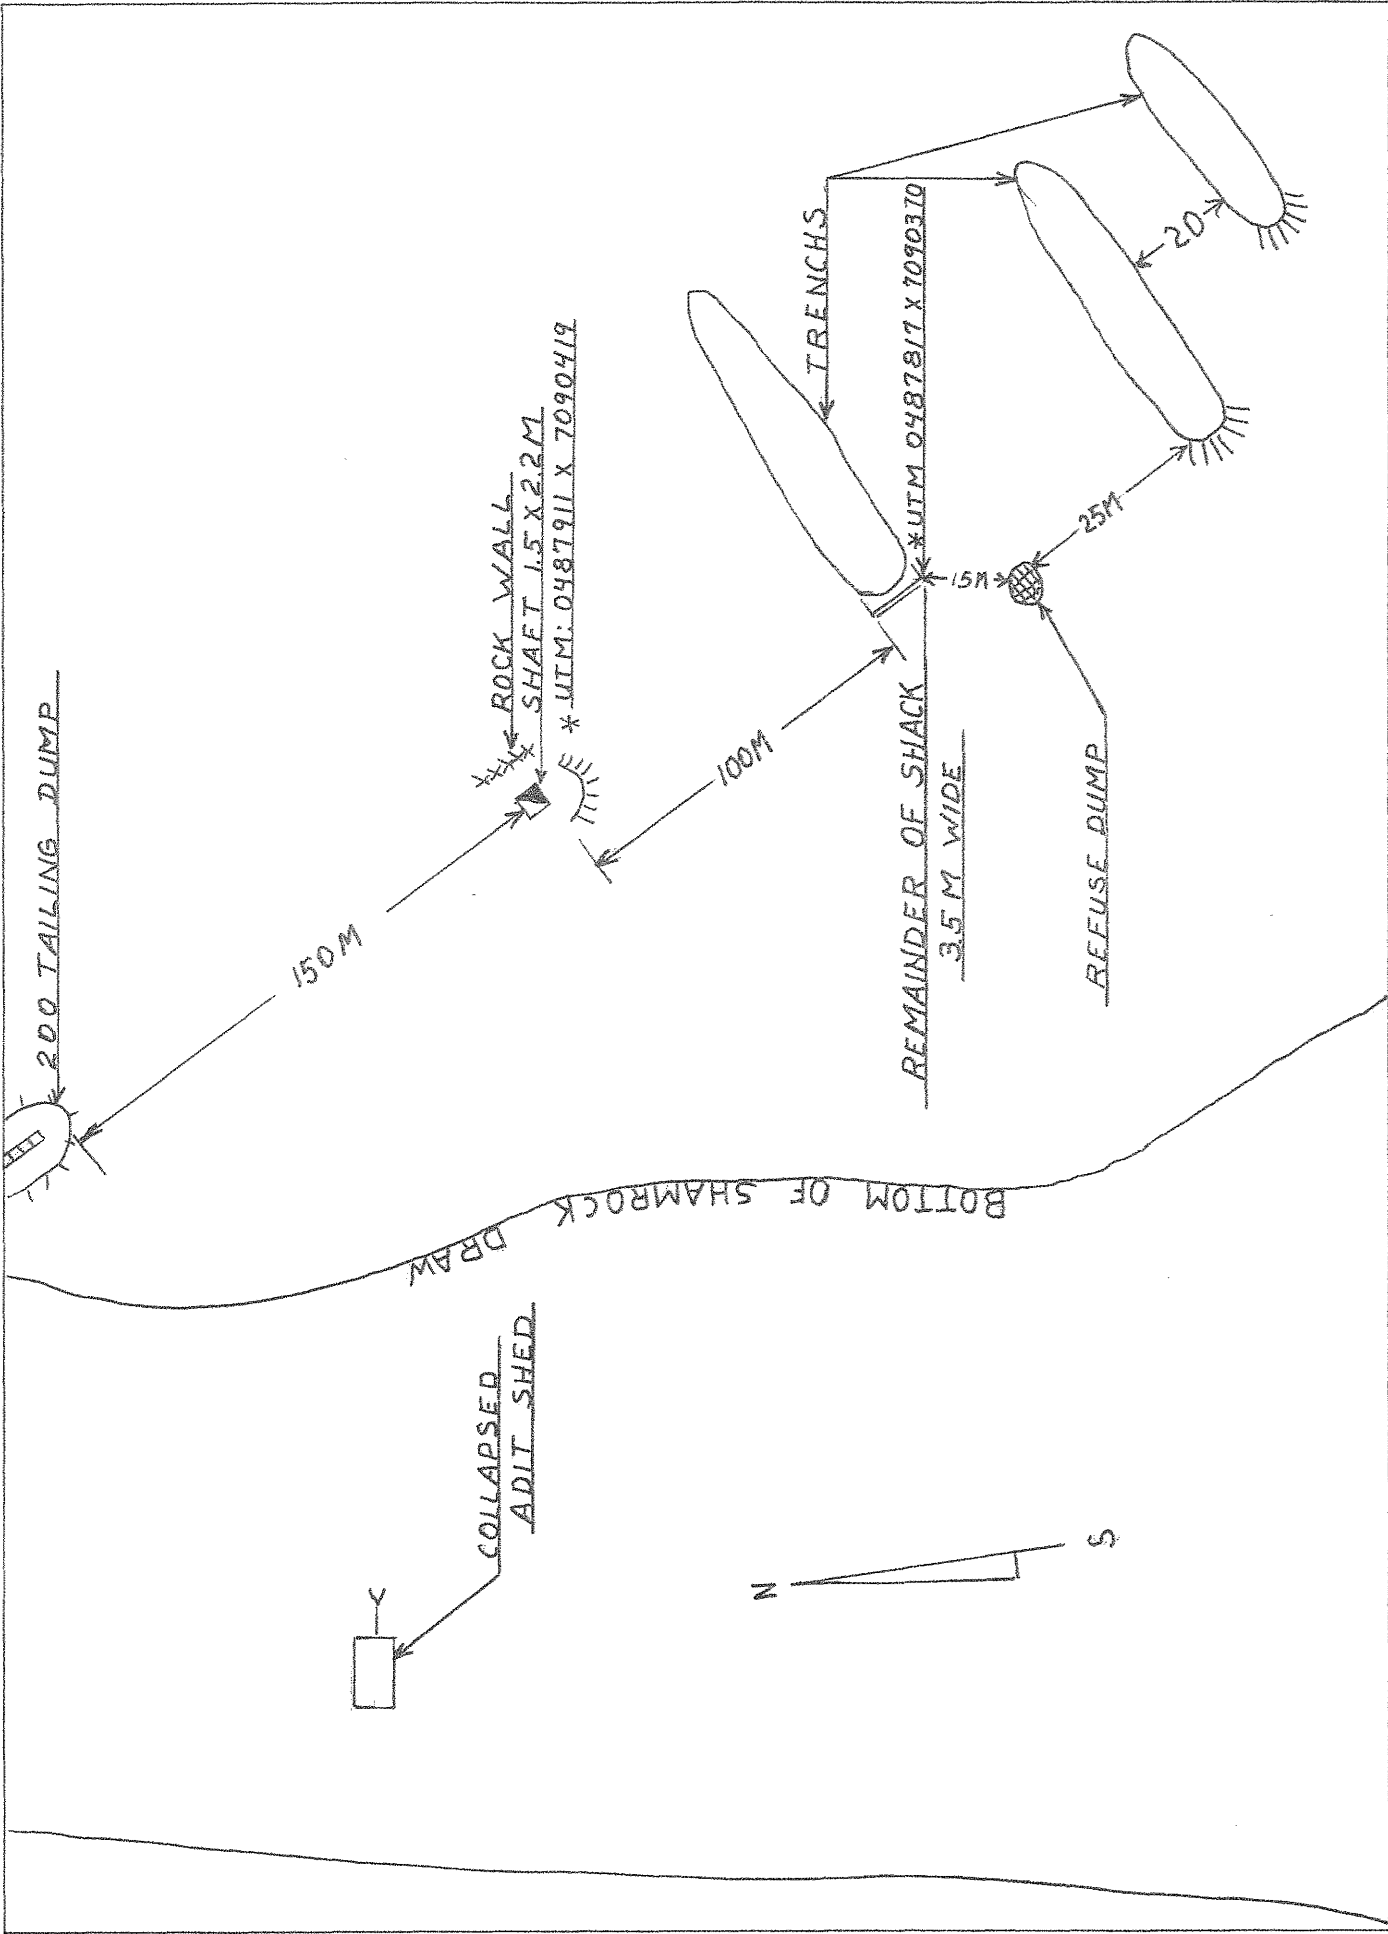 200 TAILING DUMP
150M
ROCK WALL
SHAFT 1.5 X 2.2M
* UTM: 0487911 X 7090419
100M
TRENCHS
*UTM 0487817 X 7090370
REMAINDER OF SHACK
3.5 M WIDE
15M
25M
20
REFUSE DUMP
BOTTOM OF SHAMROCK DRAW
COLLAPSED
ADIT SHED
Y
N
S